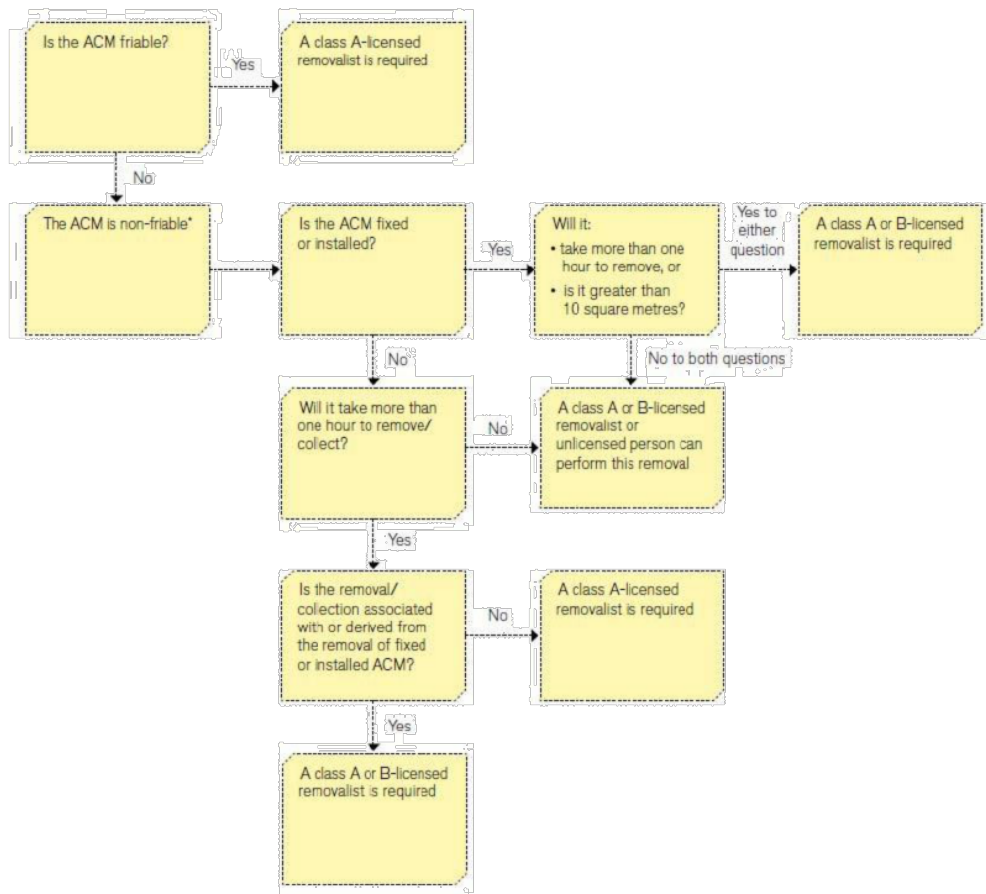 Is the ACM friable?
Yes
A class A-licensed
removalist is required
No
The ACM is non-friable*
Is the ACM fixed
or installed?
Yes
Will it:
• take more than one
hour to remove, or
• is it greater than
10 square metres?
Yes to
either
question
A class A or B-licensed
removalist is required
No
No to both questions
Will it take more than
one hour to remove/
collect?
No
A class A or B-licensed
removalist or
unlicensed person can
perform this removal
Yes
Is the removal/
collection associated
with or derived from
the removal of fixed
or installed ACM?
No
A class A-licensed
removalist is required
Yes
A class A or B-licensed
removalist is required